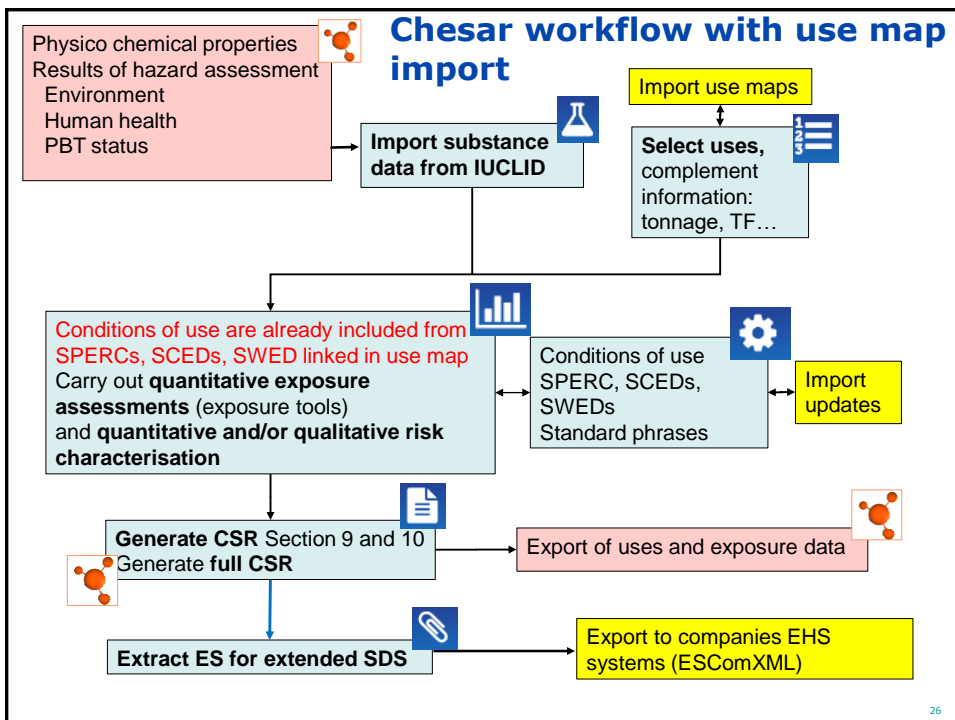 Chesar workflow with use map
import
Physico chemical properties
Results of hazard assessment
Environment
Human health
PBT status
Import substance
data from IUCLID
Import use maps
1
2
3
Select uses,
complement
information:
tonnage, TF…
Conditions of use are already included from
SPERCs, SCEDs, SWED linked in use map
Carry out quantitative exposure
assessments (exposure tools)
and quantitative and/or qualitative risk
characterisation
Conditions of use
SPERC, SCEDs,
SWEDs
Standard phrases
Import
updates
Generate CSR Section 9 and 10
Generate full CSR
Export of uses and exposure data
Extract ES for extended SDS
Export to companies EHS
systems (ESComXML)
26